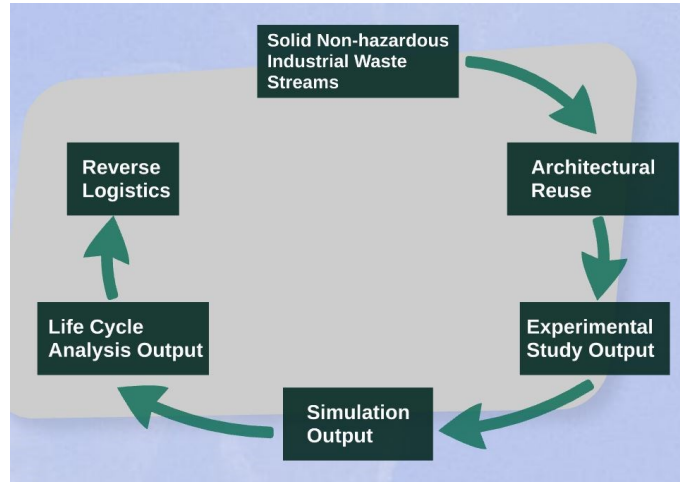 Solid Non-hazardous
Industrial Waste
Streams
Architectural
Reuse
Experimental
Study Output
Simulation
Output
Life Cycle
Analysis Output
Reverse
Logistics